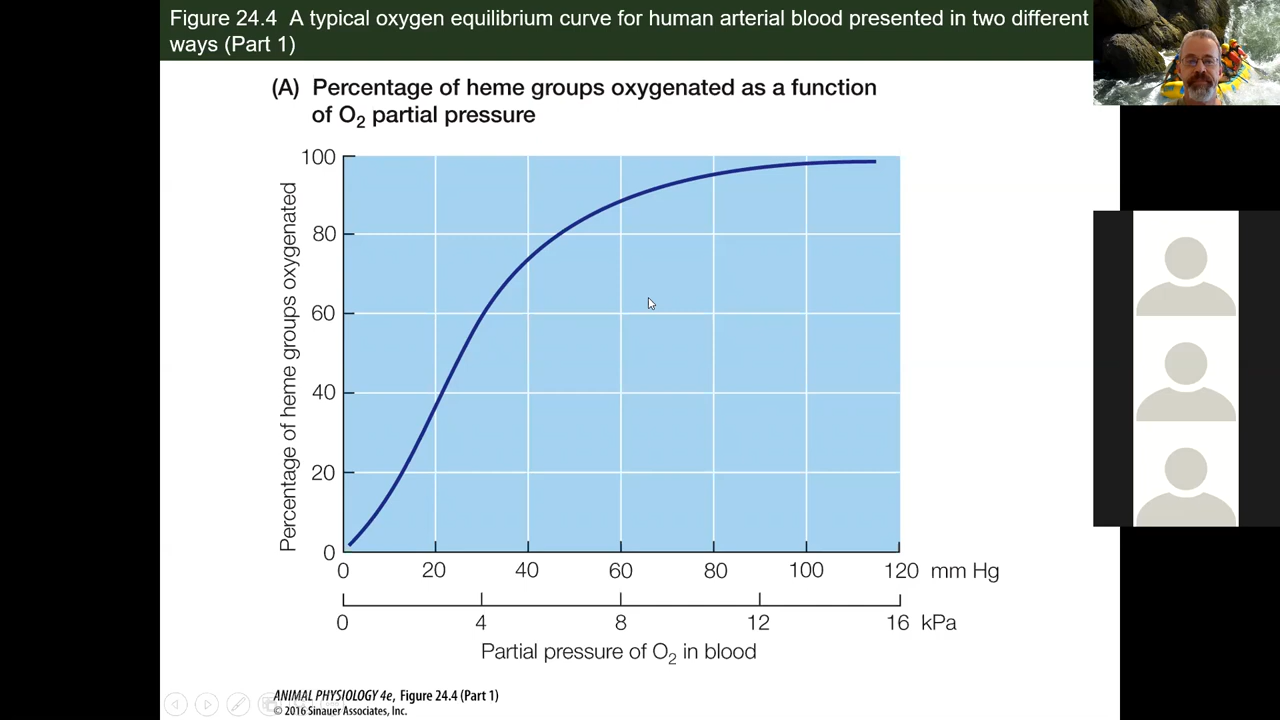 Figure 24.4 A typical oxygen equilibrium curve for human arterial blood presented in two different
ways (Part 1)
(A) Percentage of heme groups oxygenated as a function
of O₂ partial pressure
Percentage of heme groups oxygenated
100
80
60
40
20
0
0 20 40 60 80 100 120 mm Hg
0 4 8 12 16 kPa
Partial pressure of O₂ in blood
ANIMAL PHYSIOLOGY 4e, Figure 24.4 (Part 1)
© 2016 Sinauer Associates, Inc.